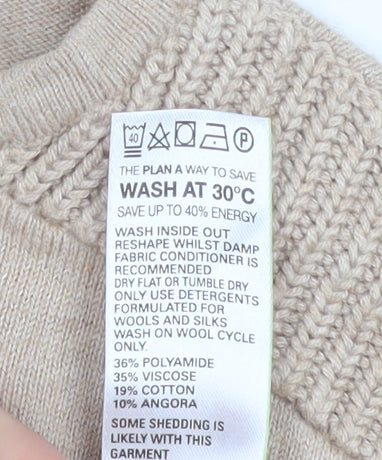 40 P
THE PLAN A WAY TO SAVE
WASH AT 30°C
SAVE UP TO 40% ENERGY
WASH INSIDE OUT
RESHAPE WHILST DAMP
FABRIC CONDITIONER IS
RECOMMENDED
DRY FLAT OR TUMBLE DRY
ONLY USE DETERGENTS
FORMULATED FOR
WOOLS AND SILKS
WASH ON WOOL CYCLE
ONLY.
36% POLYAMIDE
35% VISCOSE
19% COTTON
10% ANGORA
SOME SHEDDING IS
LIKELY WITH THIS
GARMENT